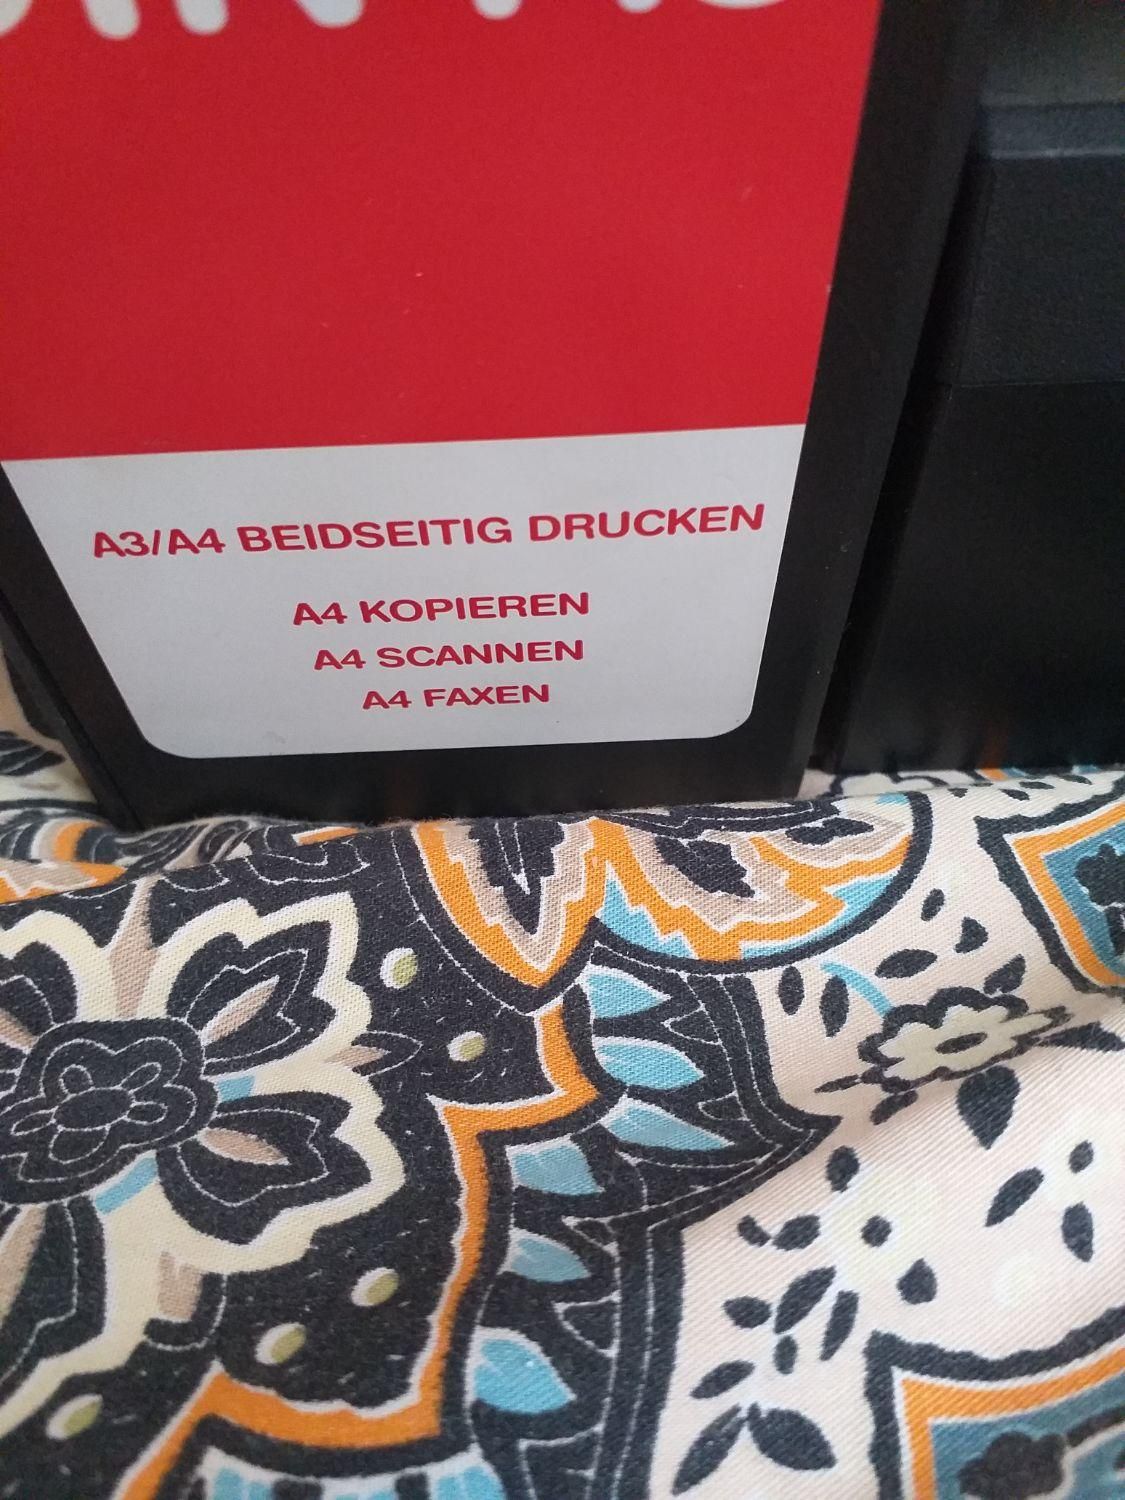 A3/A4 BEIDSEITIG DRUCKEN
A4 KOPIEREN
A4 SCANNEN
A4 FAXEN